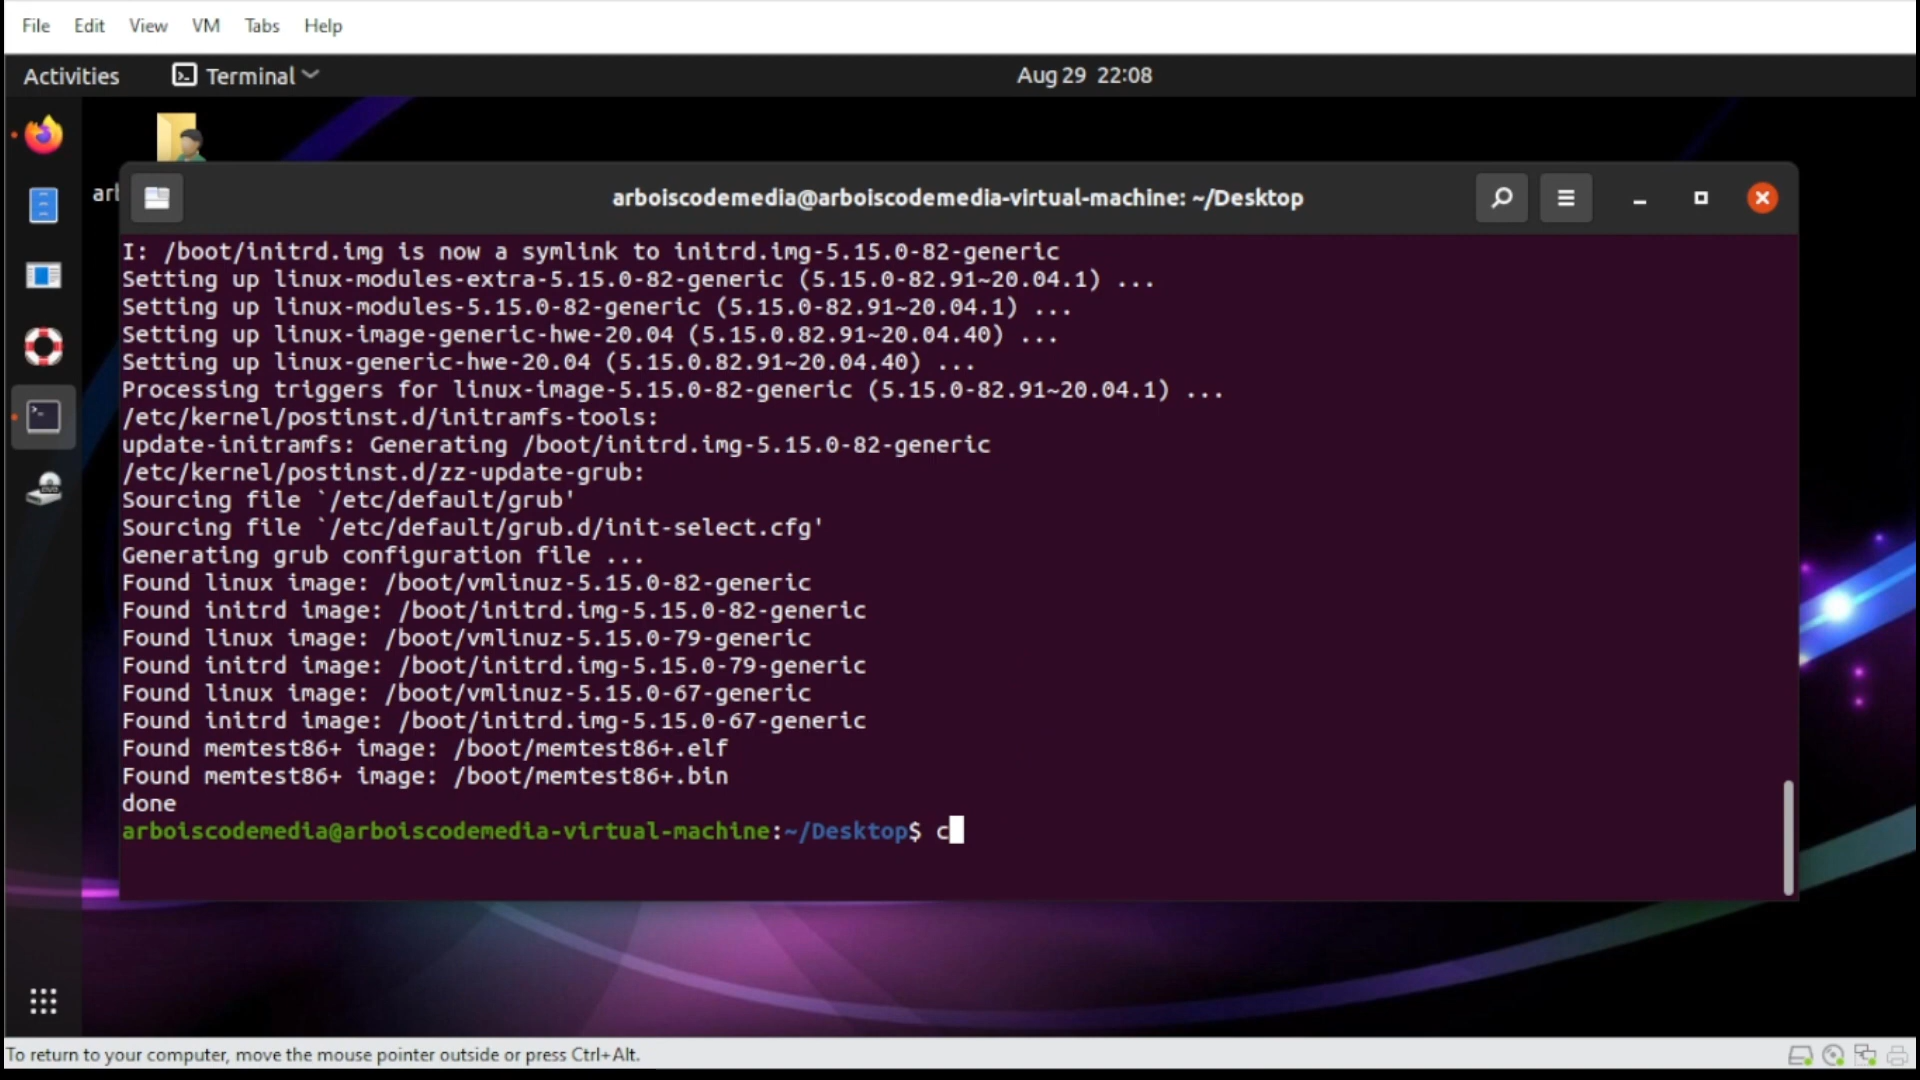 File Edit View VM Tabs Help
Activities Terminal Aug 29 22:08
art
arboiscodemedia@arboiscodemedia-virtual-machine: ~/Desktop
I: /boot/initrd.img is now a symlink to initrd.img-5.15.0-82-generic
Setting up linux-modules-extra-5.15.0-82-generic (5.15.0-82.91~20.04.1) ...
Setting up linux-modules-5.15.0-82-generic (5.15.0-82.91~20.04.1) ...
Setting up linux-image-generic-hwe-20.04 (5.15.0.82.91~20.04.40) ...
Setting up linux-generic-hwe-20.04 (5.15.0.82.91~20.04.40) ...
Processing triggers for linux-image-5.15.0-82-generic (5.15.0-82.91~20.04.1) ...
/etc/kernel/postinst.d/initramfs-tools:
update-initramfs: Generating /boot/initrd.img-5.15.0-82-generic
/etc/kernel/postinst.d/zz-update-grub:
Sourcing file `/etc/default/grub'
Sourcing file `/etc/default/grub.d/init-select.cfg'
Generating grub configuration file ...
Found linux image: /boot/vmlinuz-5.15.0-82-generic
Found initrd image: /boot/initrd.img-5.15.0-82-generic
Found linux image: /boot/vmlinuz-5.15.0-79-generic
Found initrd image: /boot/initrd.img-5.15.0-79-generic
Found linux image: /boot/vmlinuz-5.15.0-67-generic
Found initrd image: /boot/initrd.img-5.15.0-67-generic
Found memtest86+ image: /boot/memtest86+.elf
Found memtest86+ image: /boot/memtest86+.bin
done
arboiscodemedia@arboiscodemedia-virtual-machine:~/Desktop$ c
To return to your computer, move the mouse pointer outside or press Ctrl+Alt.